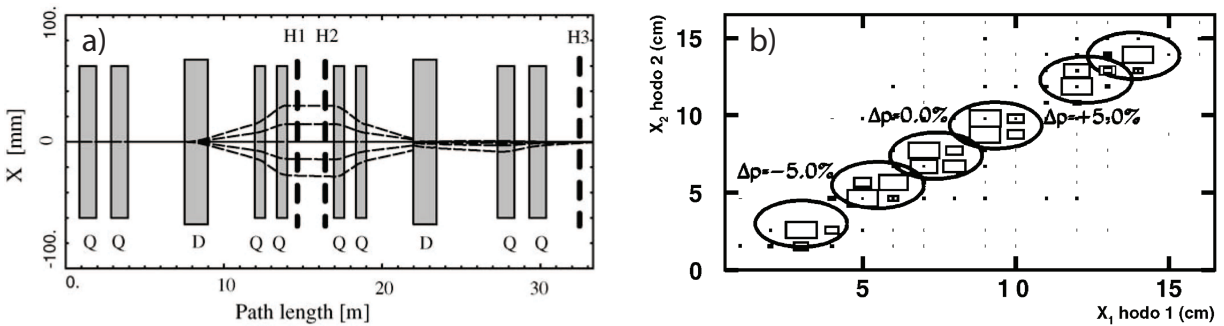 a)
100.
H1 H2
H3
X [mm]
0
-100.
Q Q D Q Q Q Q D Q Q
0. 10 20 30
Path length [m]
b)
X2 hodo 2 (cm)
15
10
5
0
Δp=0.0%
Δp=+5.0%
Δp=-5.0%
5 10 15
X1 hodo 1 (cm)